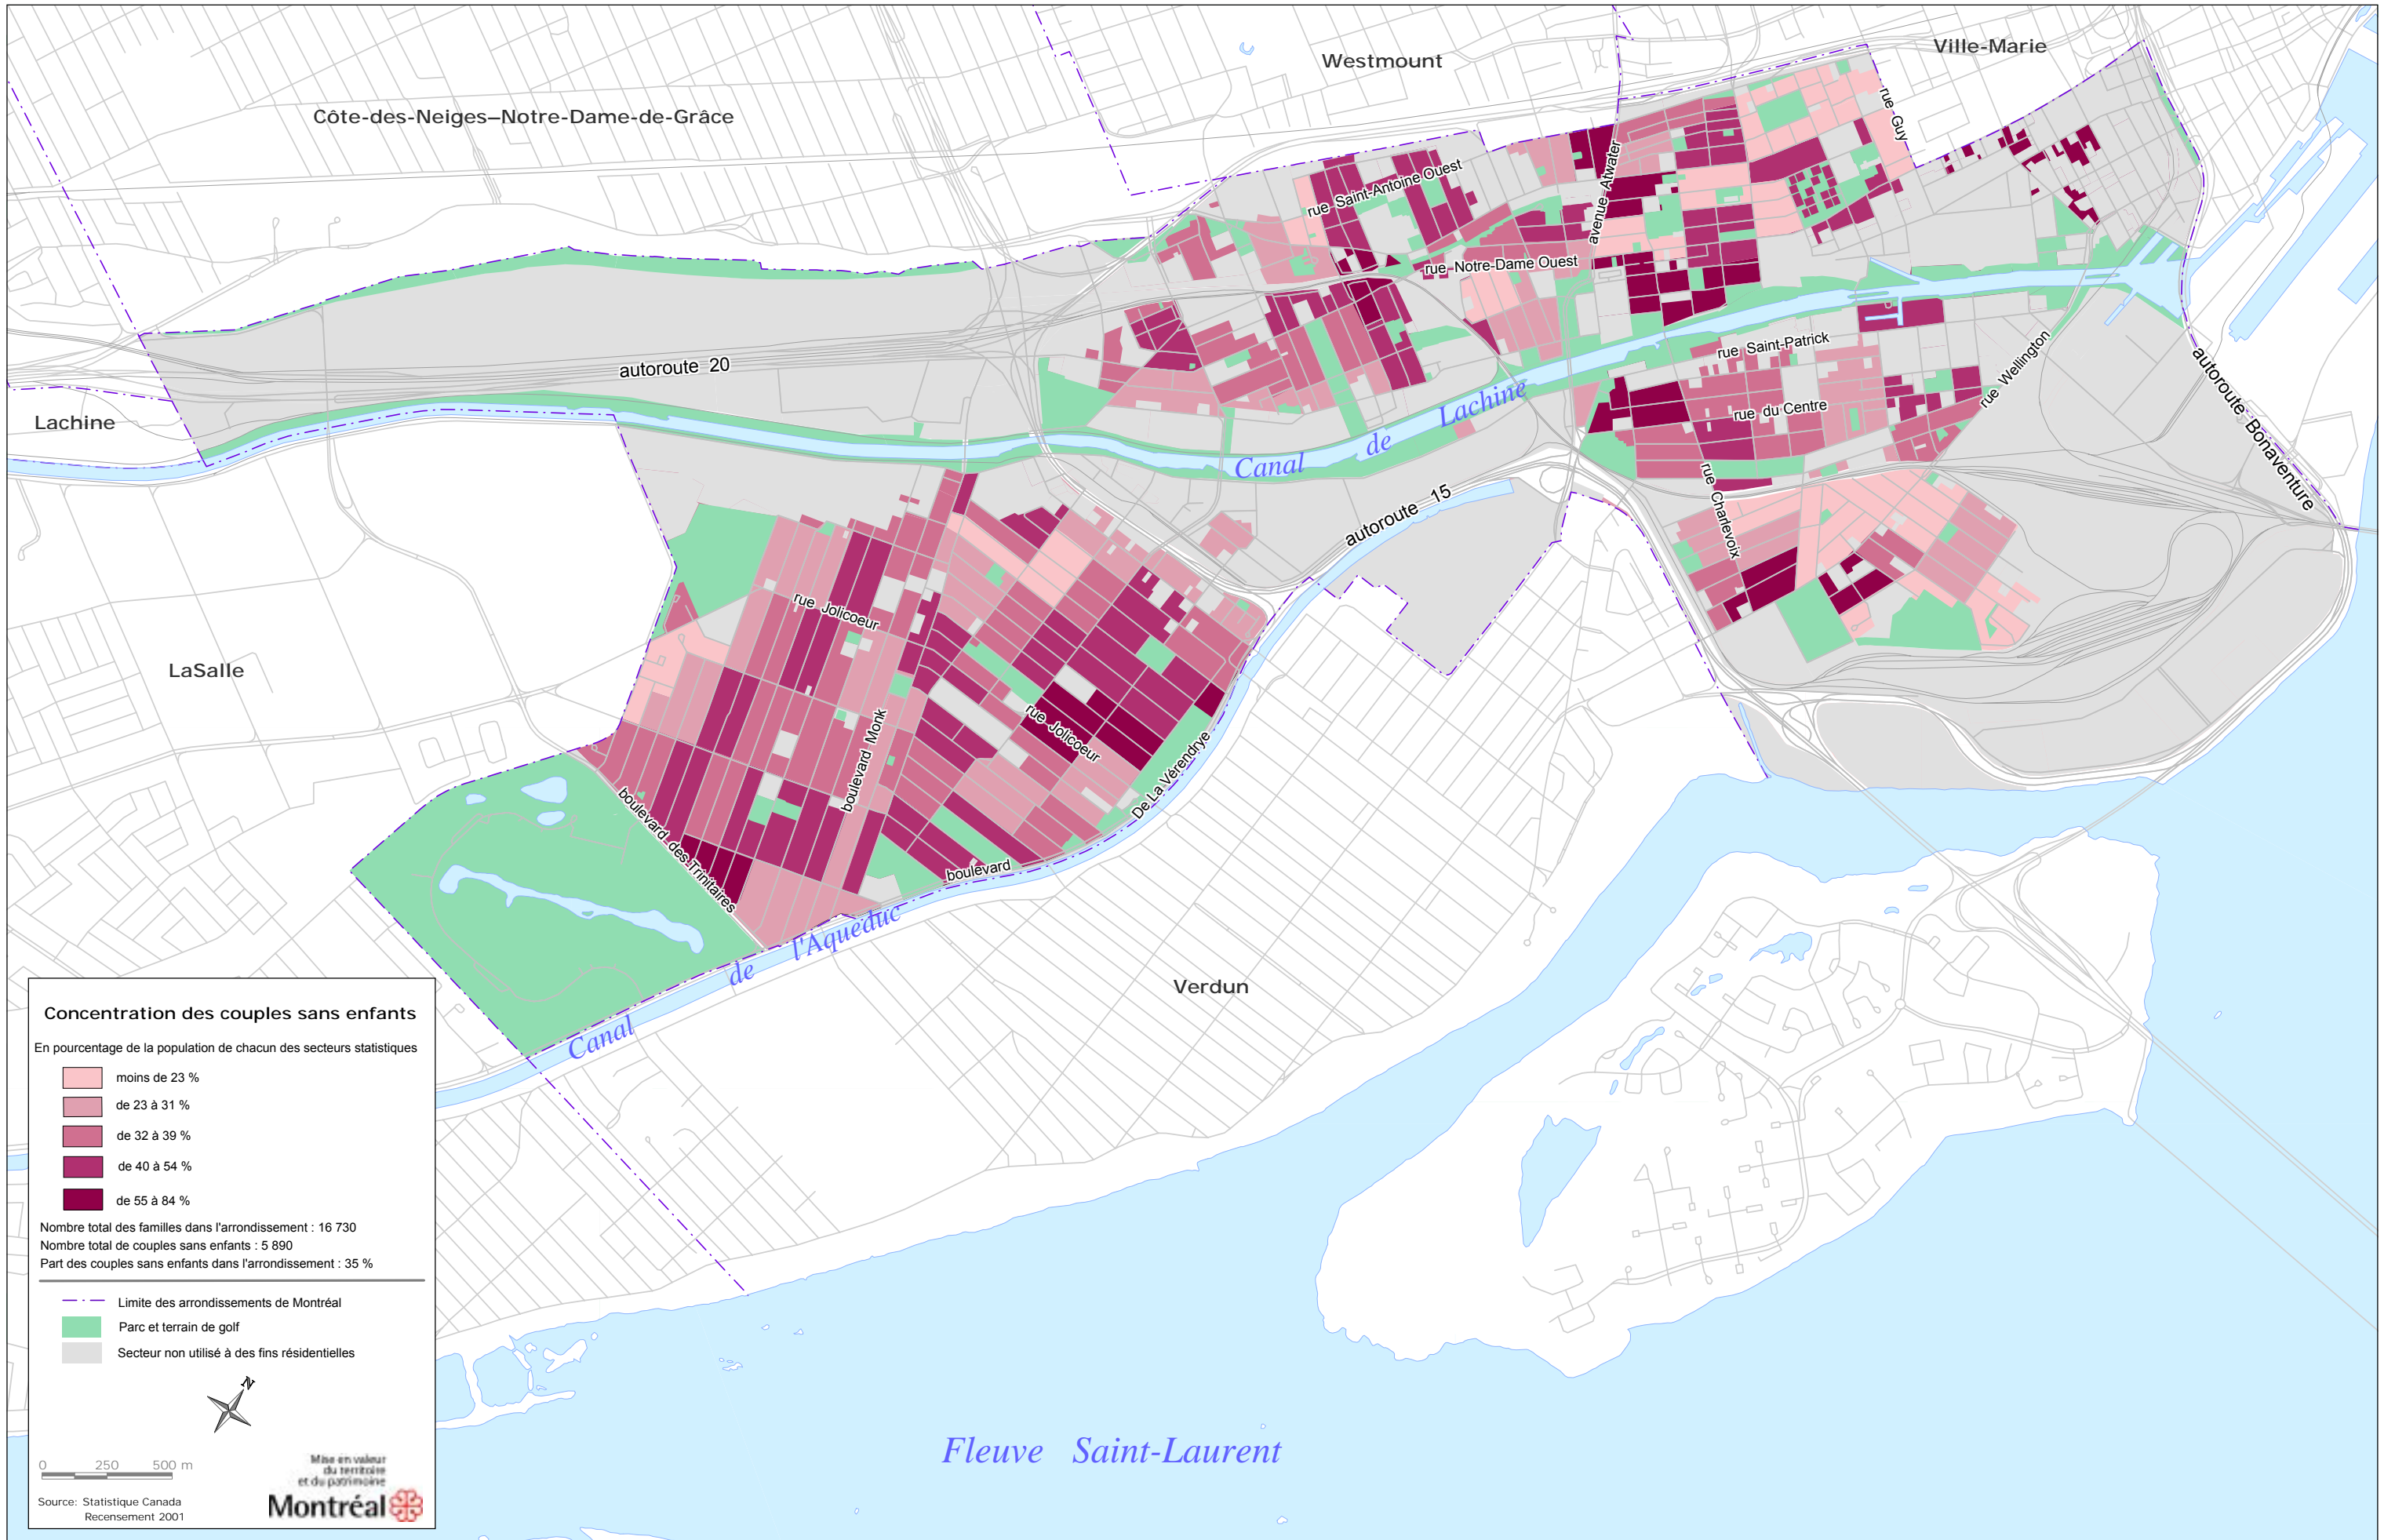 Westmount
Ville-Marie
Côte-des-Neiges–Notre-Dame-de-Grâce
rue Guy
rue Saint-Antoine Ouest
avenue Atwater
rue Notre-Dame Ouest
autoroute 20
rue Saint-Patrick
rue Wellington
autoroute Bonaventure
Lachine
Canal de Lachine
rue du Centre
rue Charlevoix
autoroute 15
rue Jolicoeur
LaSalle
rue Jolicoeur
boulevard Monk
De La Vérendrye
boulevard
boulevard des Trinitaires
Canal de l'Aqueduc
Verdun
Fleuve Saint-Laurent
Concentration des couples sans enfants
En pourcentage de la population de chacun des secteurs statistiques
moins de 23 %
de 23 à 31 %
de 32 à 39 %
de 40 à 54 %
de 55 à 84 %
Nombre total des familles dans l'arrondissement : 16 730
Nombre total de couples sans enfants : 5 890
Part des couples sans enfants dans l'arrondissement : 35 %
Limite des arrondissements de Montréal
Parc et terrain de golf
Secteur non utilisé à des fins résidentielles
N
0 250 500 m
Source: Statistique Canada
Recensement 2001
Mise en valeur
du territoire
et du patrimoine
Montréal